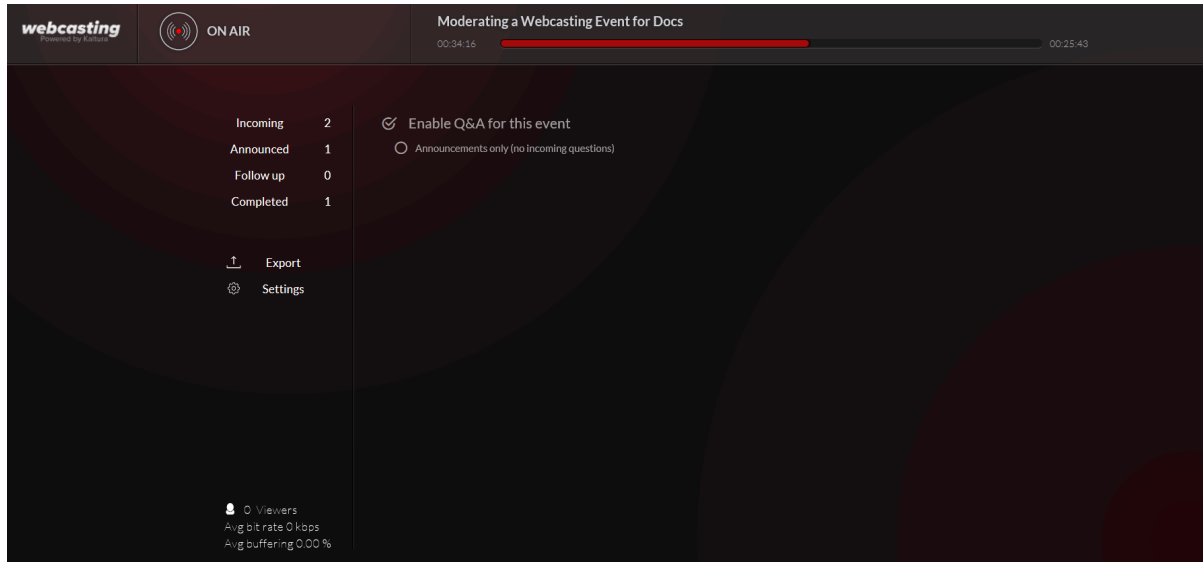 webcasting
Powered by Kaltura
ON AIR
Moderating a Webcasting Event for Docs
00:34:16 00:25:43
Incoming 2
Announced 1
Follow up 0
Completed 1
Export
Settings
Enable Q&A for this event
Announcements only (no incoming questions)
0 Viewers
Avg bit rate 0 kbps
Avg buffering 0.00 %